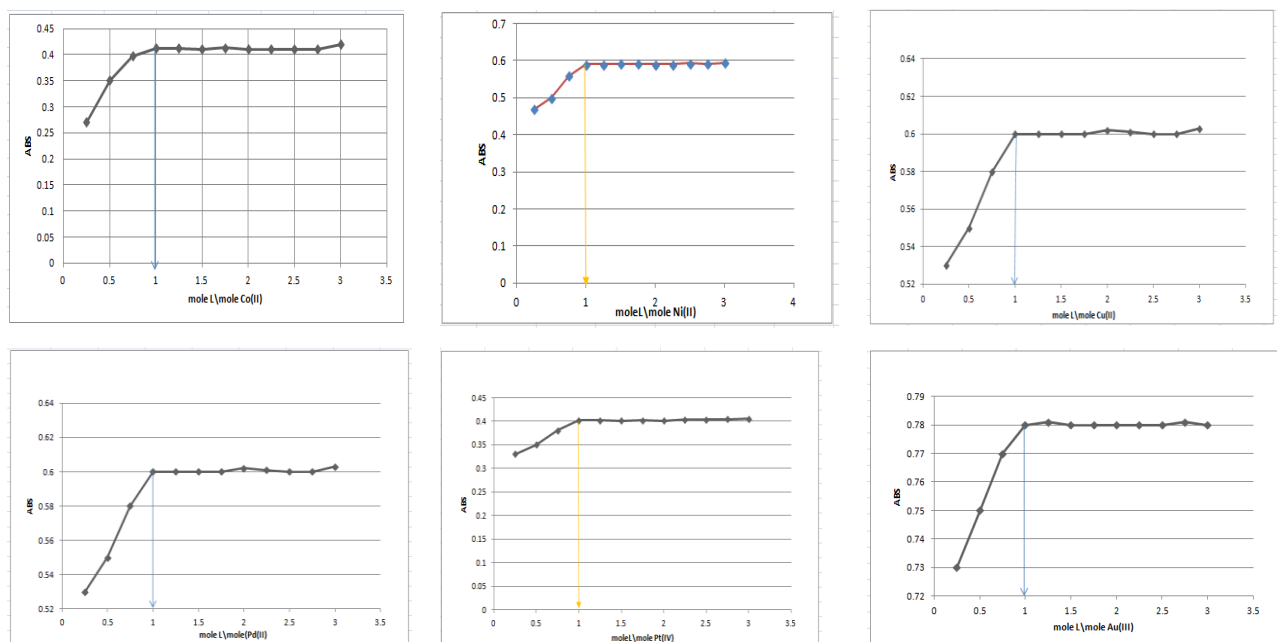 0.45
0.4
0.35
0.3
0.25
0.2
0.15
0.1
0.05
0
ABS
0 0.5 1 1.5 2 2.5 3 3.5
mole L\mole Co(II)
0.7
0.6
0.5
0.4
0.3
0.2
0.1
0
ABS
0 1 2 3 4
moleL\mole Ni(II)
0.64
0.62
0.6
0.58
0.56
0.54
0.52
ABS
0 0.5 1 1.5 2 2.5 3 3.5
mole L\mole Cu(II)
0.64
0.62
0.6
0.58
0.56
0.54
0.52
ABS
0 0.5 1 1.5 2 2.5 3 3.5
mole L\mole(Pd(II)
0.45
0.4
0.35
0.3
0.25
0.2
0.15
0.1
0.05
0
ABS
0 0.5 1 1.5 2 2.5 3 3.5
moleL\mole Pt(IV)
0.79
0.78
0.77
0.76
0.75
0.74
0.73
0.72
ABS
0 0.5 1 1.5 2 2.5 3 3.5
mole L\mole Au(III)